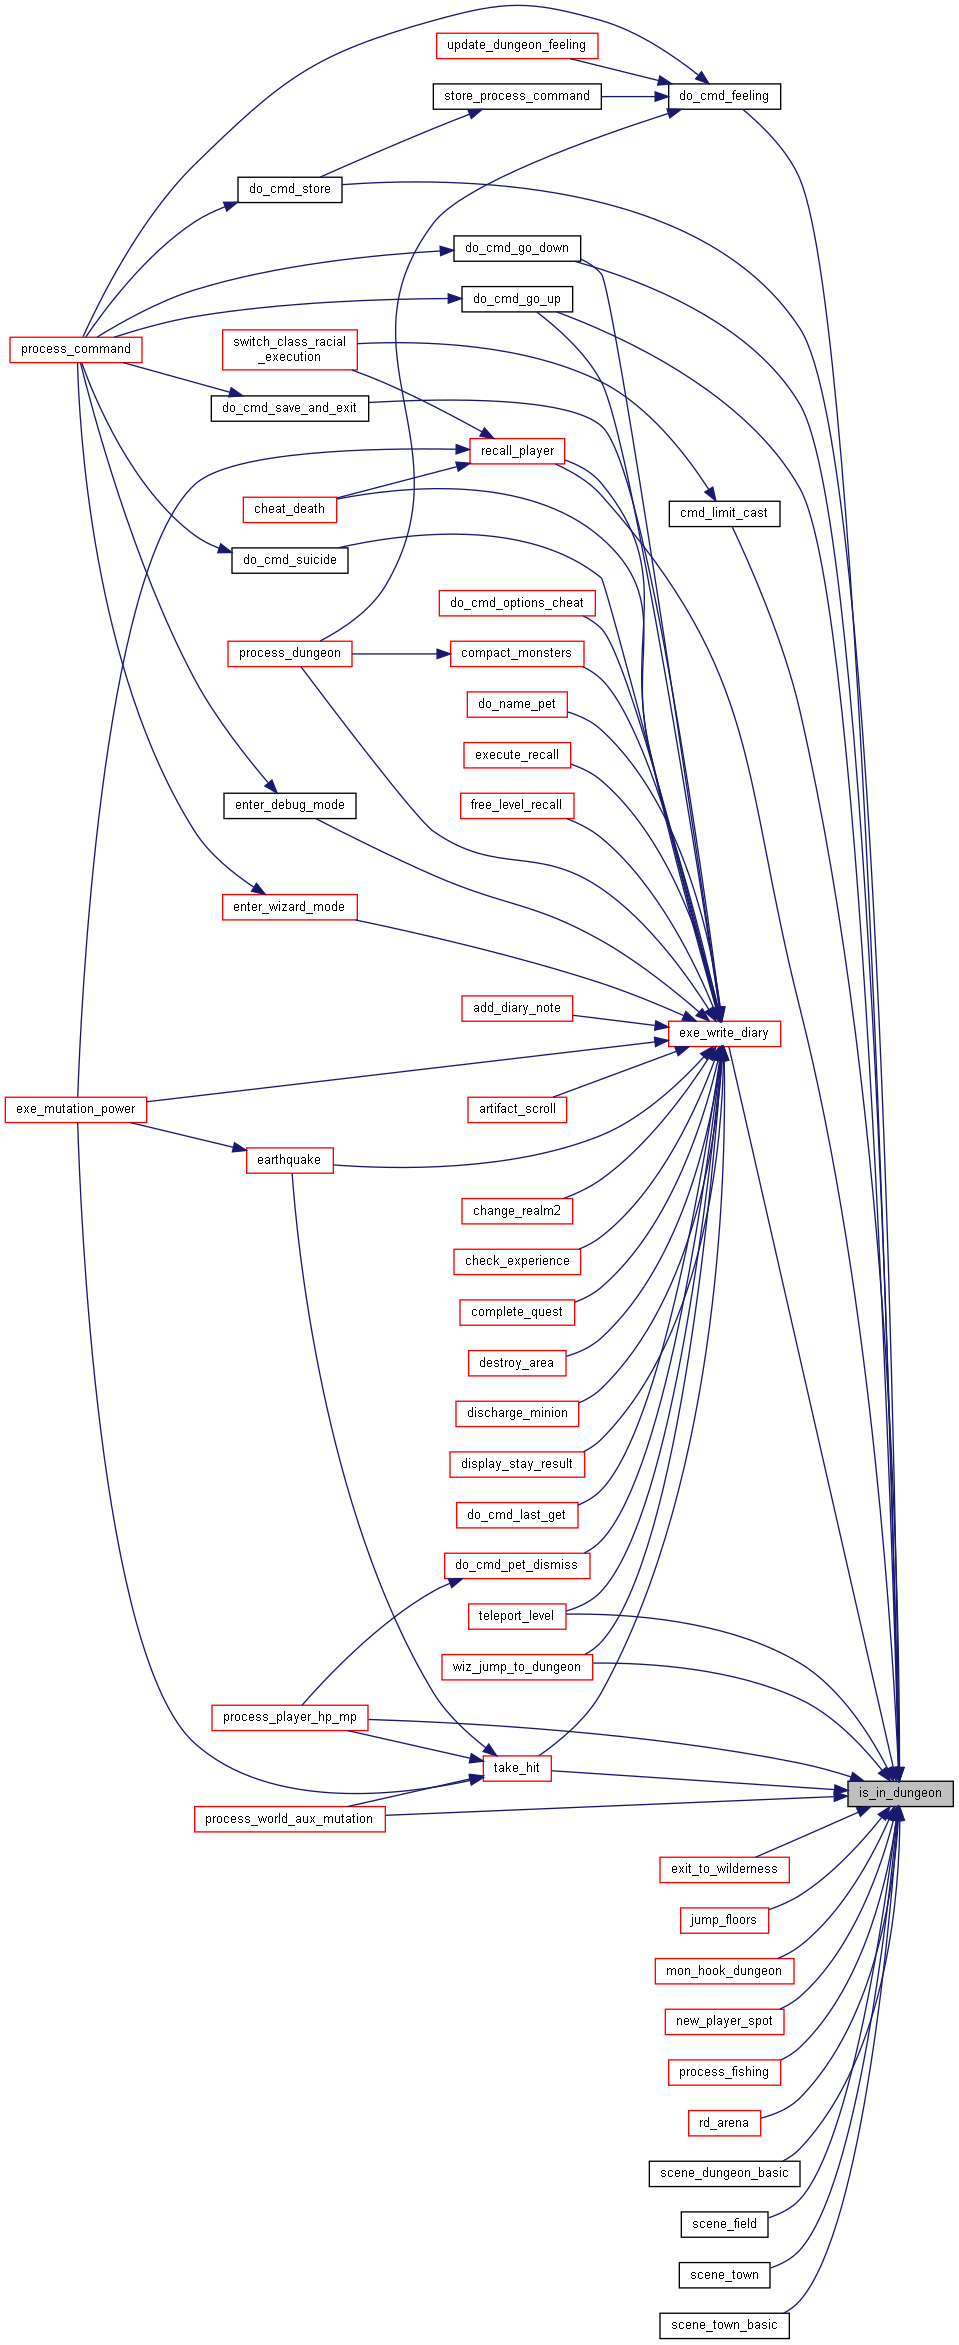 update_dungeon_feeling
store_process_command
do_cmd_feeling
do_cmd_store
do_cmd_go_down
do_cmd_go_up
process_command
switch_class_racial
_execution
do_cmd_save_and_exit
recall_player
cheat_death
cmd_limit_cast
do_cmd_suicide
do_cmd_options_cheat
process_dungeon
compact_monsters
do_name_pet
execute_recall
enter_debug_mode
free_level_recall
enter_wizard_mode
add_diary_note
exe_write_diary
exe_mutation_power
artifact_scroll
earthquake
change_realm2
check_experience
complete_quest
destroy_area
discharge_minion
display_stay_result
do_cmd_last_get
do_cmd_pet_dismiss
teleport_level
wiz_jump_to_dungeon
process_player_hp_mp
take_hit
is_in_dungeon
process_world_aux_mutation
exit_to_wilderness
jump_floors
mon_hook_dungeon
new_player_spot
process_fishing
rd_arena
scene_dungeon_basic
scene_field
scene_town
scene_town_basic